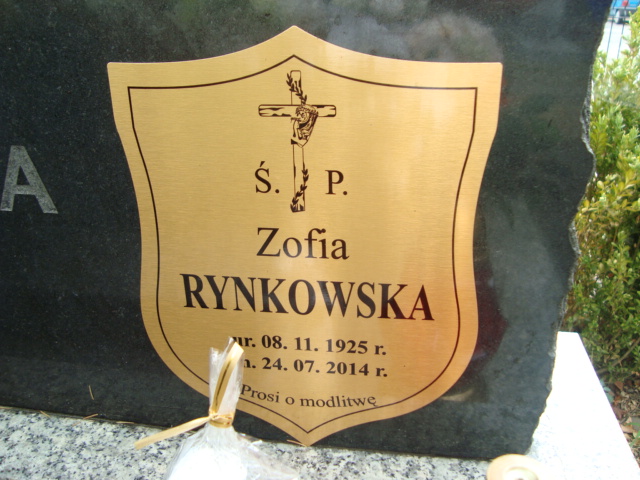 A
Ś. P.
Zofia
RYNKOWSKA
ur. 08. 11. 1925 r.
24. 07. 2014 r.
Prosi o modlitwę